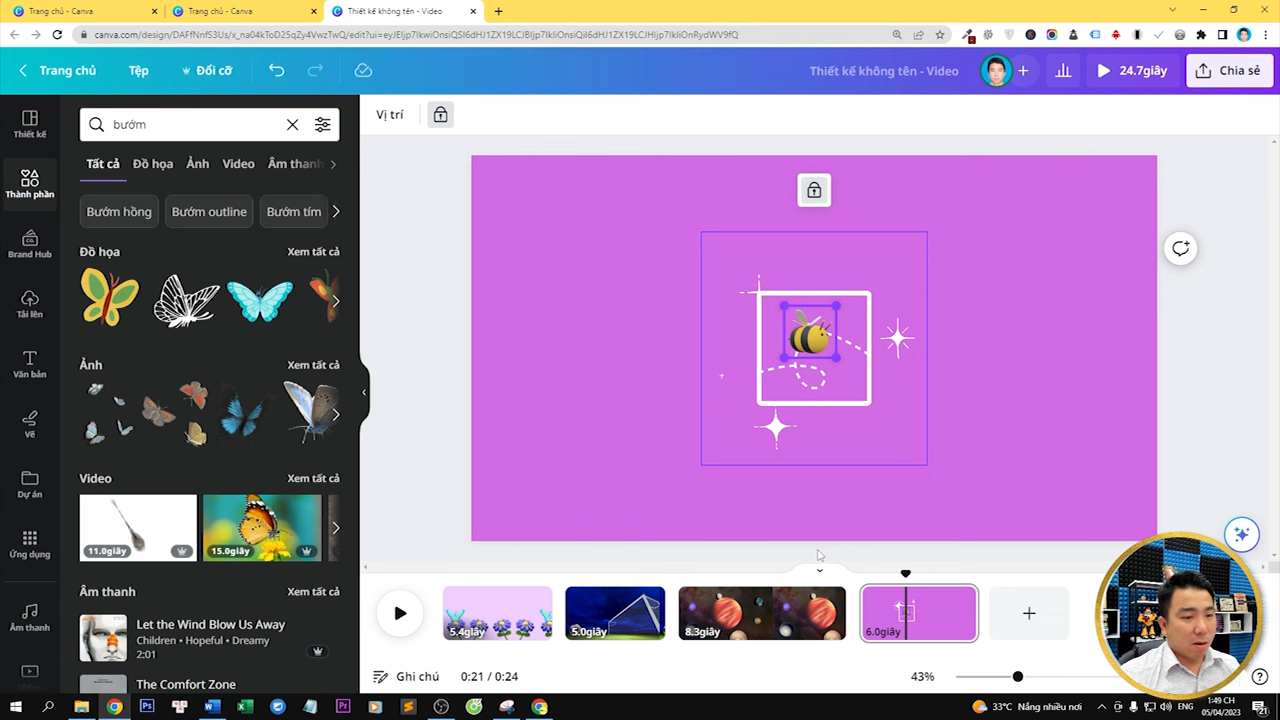 Trang chủ - Canva
Trang chủ - Canva
Thiết kế không tên - Video
canva.com/design/DAFfNnfS3Us/x_na04kToD25qZy4VwzTwQ/edit?ui=eyJEIjp7IkwiOnsiQSI6dHJ1ZX19LCJBIjp7IkIiOnsiQiI6dHJ1ZX19LCJHIjp7IkIiOnRydWV9fQ
Trang chủ
Tệp
Đổi cỡ
Thiết kế không tên - Video
24.7giây
Chia sẻ
Thiết kế
Thành phần
Brand Hub
Tải lên
Văn bản
Vẽ
Dự án
Ứng dụng
Âm thanh
Video
bướm
Tất cả
Đồ họa
Ảnh
Video
Âm thanh
Bướm hồng
Bướm outline
Bướm tím
Đồ họa
Xem tất cả
Ảnh
Xem tất cả
Video
Xem tất cả
11.0giây
15.0giây
Âm thanh
Xem tất cả
Let the Wind Blow Us Away
Children • Hopeful • Dreamy
2:01
The Comfort Zone
Vị trí
5.4giây
5.0giây
8.3giây
6.0giây
Ghi chú
0:21 / 0:24
43%
33°C Nắng nhiều nơi
ENG
1:49 CH
05/04/2023